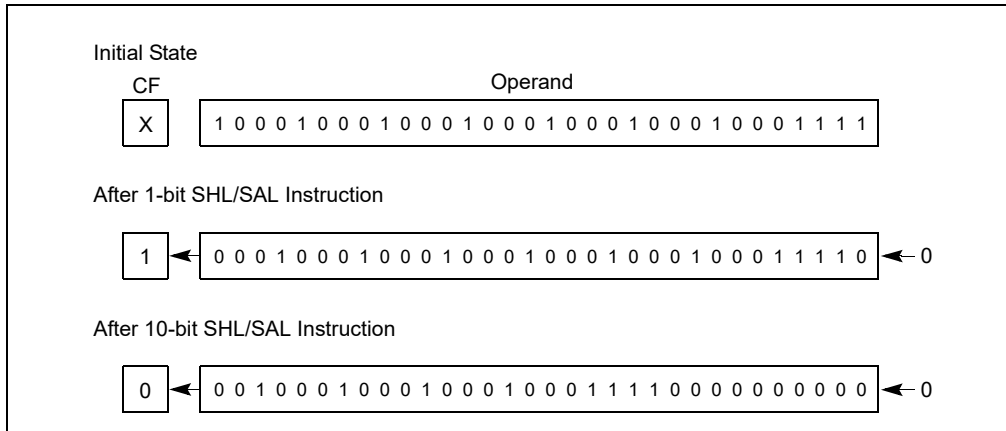 Initial State
CF Operand
X 1 0 0 0 1 0 0 0 1 0 0 0 1 0 0 0 1 0 0 0 1 0 0 0 1 0 0 0 1 1 1 1
After 1-bit SHL/SAL Instruction
1 0 0 0 1 0 0 0 1 0 0 0 1 0 0 0 1 0 0 0 1 0 0 0 1 0 0 0 1 1 1 1 0 0
After 10-bit SHL/SAL Instruction
0 0 0 1 0 0 0 1 0 0 0 1 0 0 0 1 0 0 0 1 1 1 1 0 0 0 0 0 0 0 0 0 0 0